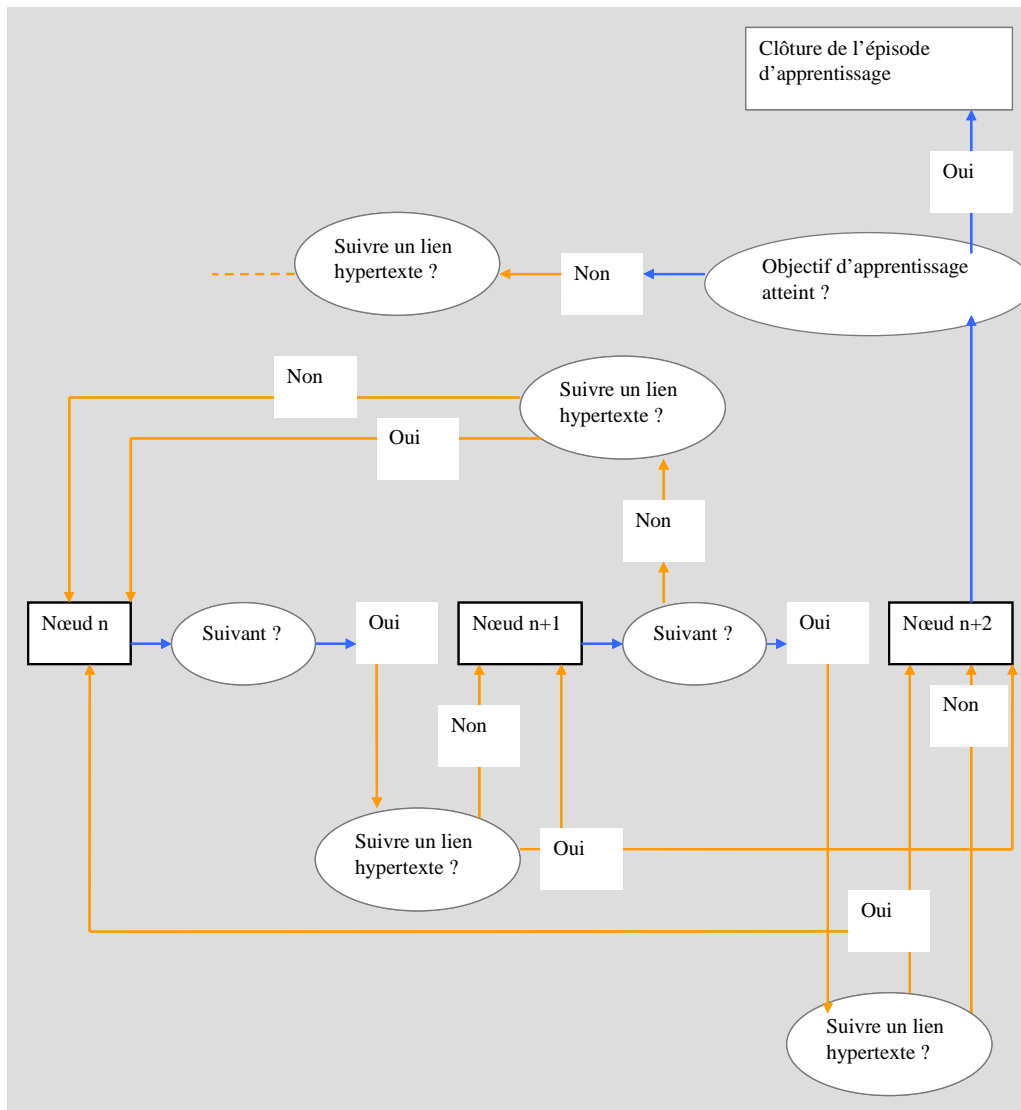 Clôture de l’épisode
d’apprentissage
Oui
Suivre un lien
hypertexte ?
Non
Objectif d’apprentissage
atteint ?
Non
Suivre un lien
hypertexte ?
Oui
Non
Nœud n
Suivant ?
Oui
Nœud n+1
Suivant ?
Oui
Nœud n+2
Non
Non
Suivre un lien
hypertexte ?
Oui
Oui
Suivre un lien
hypertexte ?